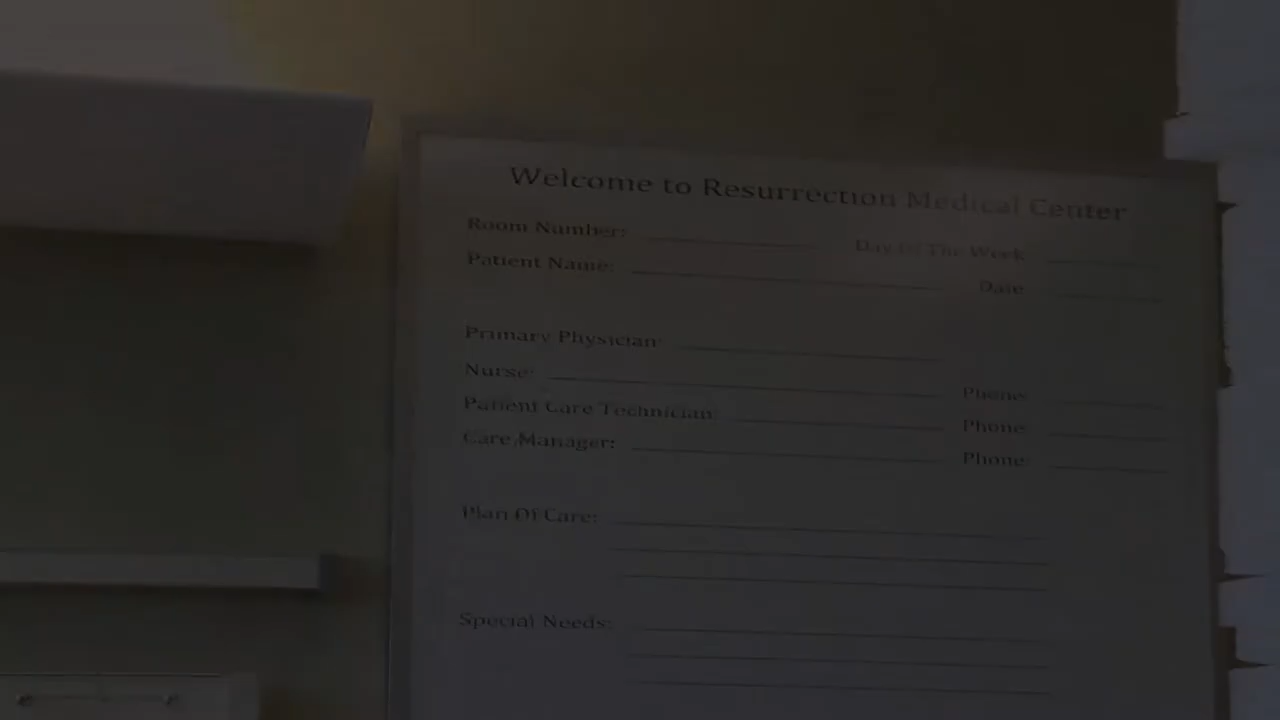 Welcome to Resurrection Medical Center
Room Number: Day Of The Week
Patient Name: Date
Primary Physician:
Nurse: Phone:
Patient Care Technician: Phone:
Care Manager: Phone:
Plan Of Care:
Special Needs: